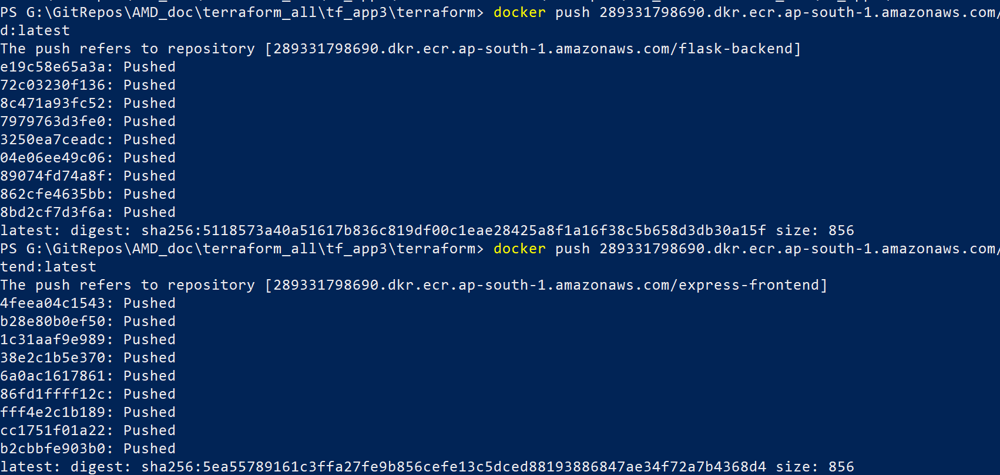 PS G:\GitRepos\AMD_doc\terraform_all\tf_app3\terraform> docker push 289331798690.dkr.ecr.ap-south-1.amazonaws.com/
d:latest
The push refers to repository [289331798690.dkr.ecr.ap-south-1.amazonaws.com/flask-backend]
e19c58e65a3a: Pushed
72c03230f136: Pushed
8c471a93fc52: Pushed
7979763d3fe0: Pushed
3250ea7ceadc: Pushed
04e06ee49c06: Pushed
89074fd74a8f: Pushed
862cfe4635bb: Pushed
8bd2cf7d3f6a: Pushed
latest: digest: sha256:5118573a40a51617b836c819df00c1eae28425a8f1a16f38c5b658d3db30a15f size: 856
PS G:\GitRepos\AMD_doc\terraform_all\tf_app3\terraform> docker push 289331798690.dkr.ecr.ap-south-1.amazonaws.com/
tend:latest
The push refers to repository [289331798690.dkr.ecr.ap-south-1.amazonaws.com/express-frontend]
4feea04c1543: Pushed
b28e80b0ef50: Pushed
1c31aaf9e989: Pushed
38e2c1b5e370: Pushed
6a0ac1617861: Pushed
86fd1ffff12c: Pushed
fff4e2c1b189: Pushed
cc1751f01a22: Pushed
b2cbbfe903b0: Pushed
latest: digest: sha256:5ea55789161c3ffa27fe9b856cefe13c5dced88193886847ae34f72a7b4368d4 size: 856